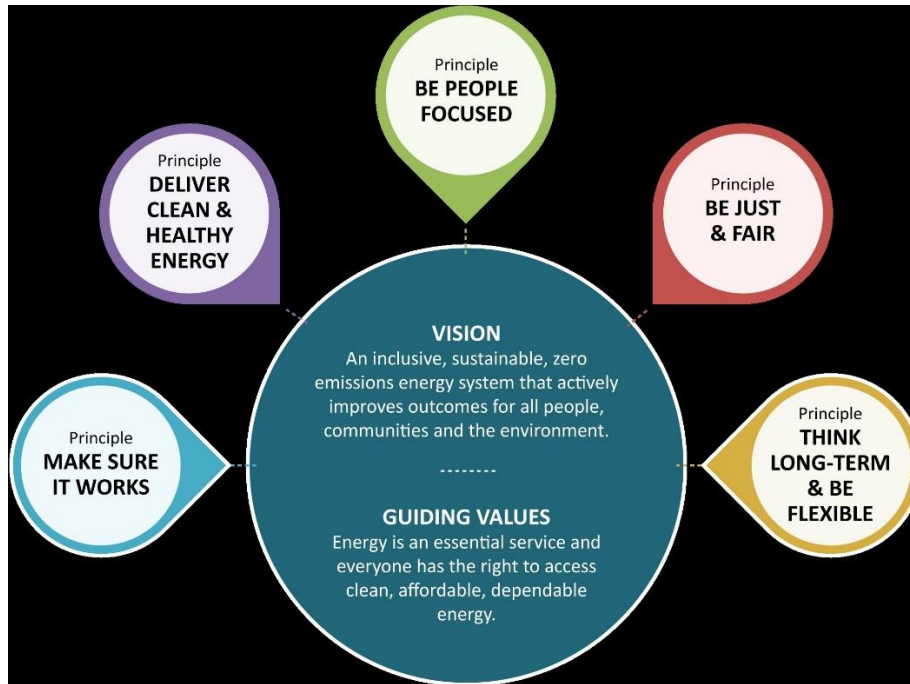 Principle
BE PEOPLE
FOCUSED
Principle
DELIVER
CLEAN &
HEALTHY
ENERGY
Principle
BE JUST
& FAIR
Principle
MAKE SURE
IT WORKS
VISION
An inclusive, sustainable, zero
emissions energy system that actively
improves outcomes for all people,
communities and the environment.
GUIDING VALUES
Energy is an essential service and
everyone has the right to access
clean, affordable, dependable
energy.
Principle
THINK
LONG-TERM
& BE
FLEXIBLE